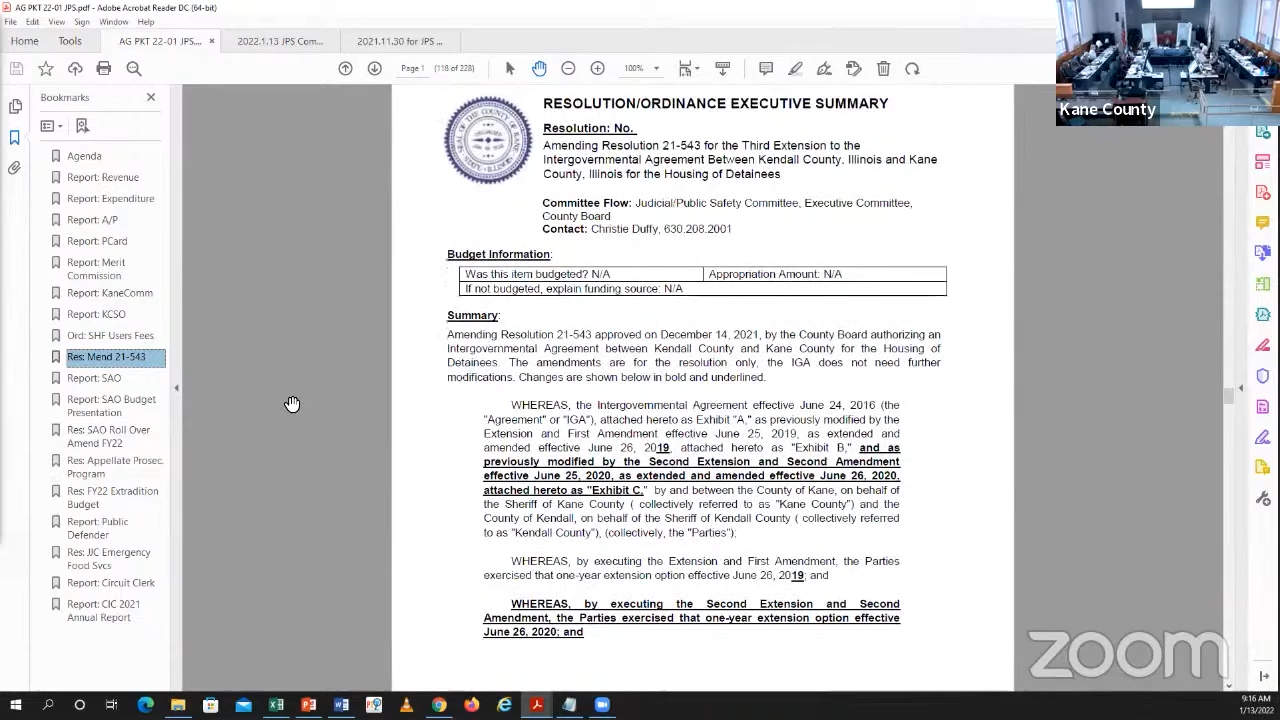 AG PKT 22-01 JPS.pdf - Adobe Acrobat Reader DC (64-bit)
File Edit View Sign Window Help
Home Tools AG PKT 22-01 JPS... × 2022.1.13 JPS Com... 2021.11.30 for JPS ...
Page 1 (118 of 228) 100%
Kane County
Bookmarks
Agenda
Report: Revenue
Report: Expenditure
Report: A/P
Report: PCard
Report: Merit
Commission
Report: KaneComm
Report: KCSO
Ord: SHF Users Fees
Res: Mend 21-543
Report: SAO
Report: SAO Budget
Presentation
Res: SAO Roll Over
Amend FY22
Res: Appellate Prosec.
Program
Res: FY22 Extradition
Budget
Report: Public
Defender
Res: JJC Emergency
Food Svcs
Report: Circuit Clerk
Report: CIC 2021
Annual Report
RESOLUTION/ORDINANCE EXECUTIVE SUMMARY
Resolution: No.
Amending Resolution 21-543 for the Third Extension to the
Intergovernmental Agreement Between Kendall County, Illinois and Kane
County, Illinois for the Housing of Detainees
Committee Flow: Judicial/Public Safety Committee, Executive Committee,
County Board
Contact: Christie Duffy, 630.208.2001
Budget Information:
Was this item budgeted? N/A Appropriation Amount: N/A
If not budgeted, explain funding source: N/A
Summary:
Amending Resolution 21-543 approved on December 14, 2021, by the County Board authorizing an
Intergovernmental Agreement between Kendall County and Kane County for the Housing of
Detainees. The amendments are for the resolution only, the IGA does not need further
modifications. Changes are shown below in bold and underlined.
WHEREAS, the Intergovernmental Agreement effective June 24, 2016 (the
"Agreement" or "IGA"), attached hereto as Exhibit "A," as previously modified by the
Extension and First Amendment effective June 25, 2019, as extended and
amended effective June 26, 2019, attached hereto as "Exhibit B," and as
previously modified by the Second Extension and Second Amendment
effective June 25, 2020, as extended and amended effective June 26, 2020,
attached hereto as "Exhibit C," by and between the County of Kane, on behalf of
the Sheriff of Kane County ( collectively referred to as "Kane County") and the
County of Kendall, on behalf of the Sheriff of Kendall County ( collectively referred
to as "Kendall County"), (collectively, the "Parties");
WHEREAS, by executing the Extension and First Amendment, the Parties
exercised that one-year extension option effective June 26, 2019; and
WHEREAS, by executing the Second Extension and Second
Amendment, the Parties exercised that one-year extension option effective
June 26, 2020; and
zoom
9:16 AM
1/13/2022